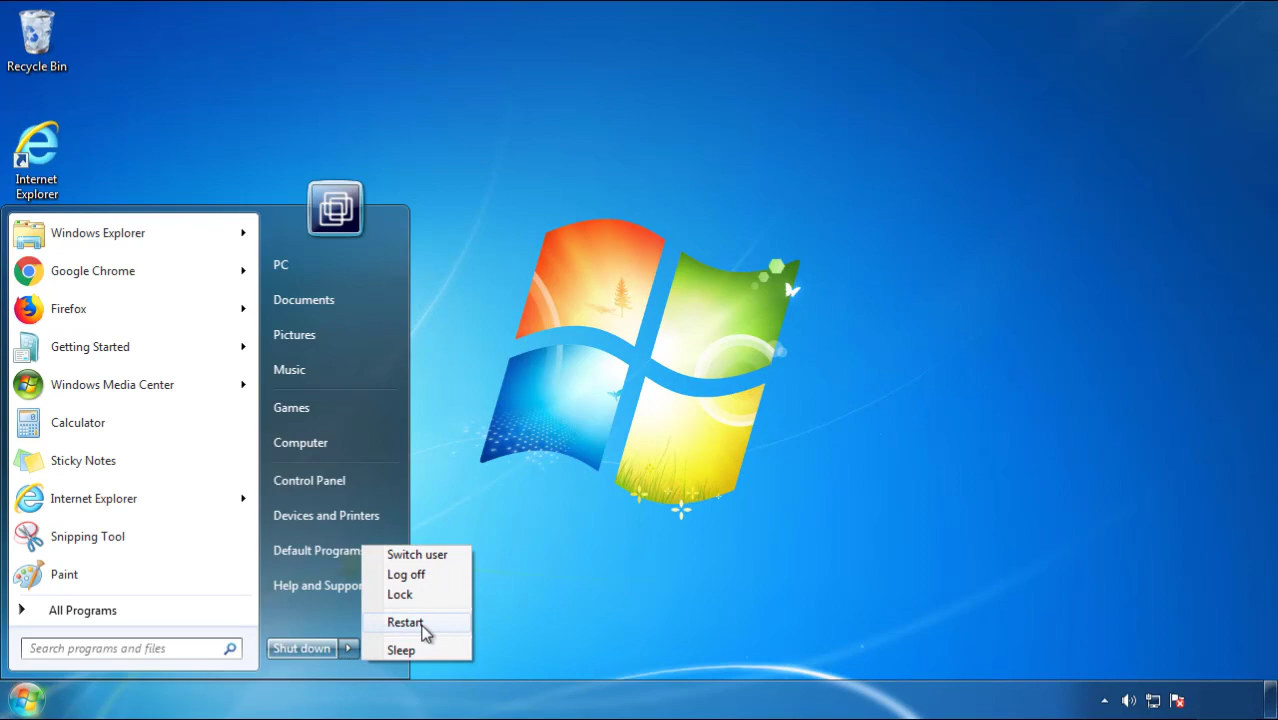 Recycle Bin
Internet
Explorer
Windows Explorer
Google Chrome
Firefox
Getting Started
Windows Media Center
Calculator
Sticky Notes
Internet Explorer
Snipping Tool
Paint
All Programs
Search programs and files
PC
Documents
Pictures
Music
Games
Computer
Control Panel
Devices and Printers
Default Program
Help and Suppor
Shut down
Switch user
Log off
Lock
Restart
Sleep